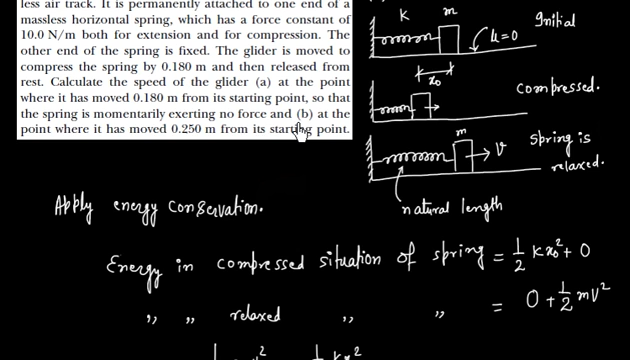 less air track. It is permanently attached to one end of a
massless horizontal spring, which has a force constant of
10.0 N/m both for extension and for compression. The
other end of the spring is fixed. The glider is moved to
compress the spring by 0.180 m and then released from
rest. Calculate the speed of the glider (a) at the point
where it has moved 0.180 m from its starting point, so that
the spring is momentarily exerting no force and (b) at the
point where it has moved 0.250 m from its starting point.
K m Initial
μ=0
x₀
compressed.
m
V Spring is
relaxed.
natural length
Apply energy conservation.
Energy in compressed situation of spring = 1/2 K x₀² + 0
,, ,, relaxed ,, ,, = 0 + 1/2 mV²